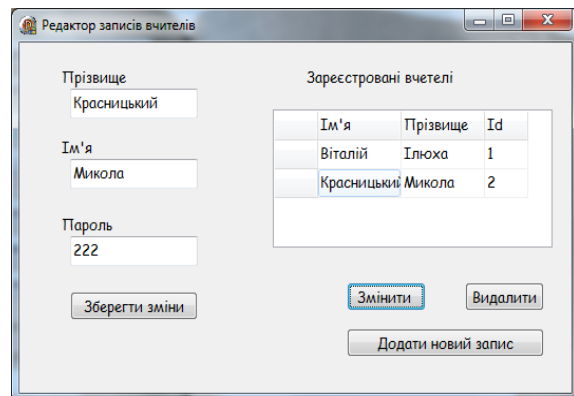 Редактор записів вчителів
Прізвище
Красницький
Ім'я
Микола
Пароль
222
Зберегти зміни
Зареєстровані вчетелі
Ім'я Прізвище Id
Віталій Ілюха 1
Красницький Микола 2
Змінити Видалити
Додати новий запис